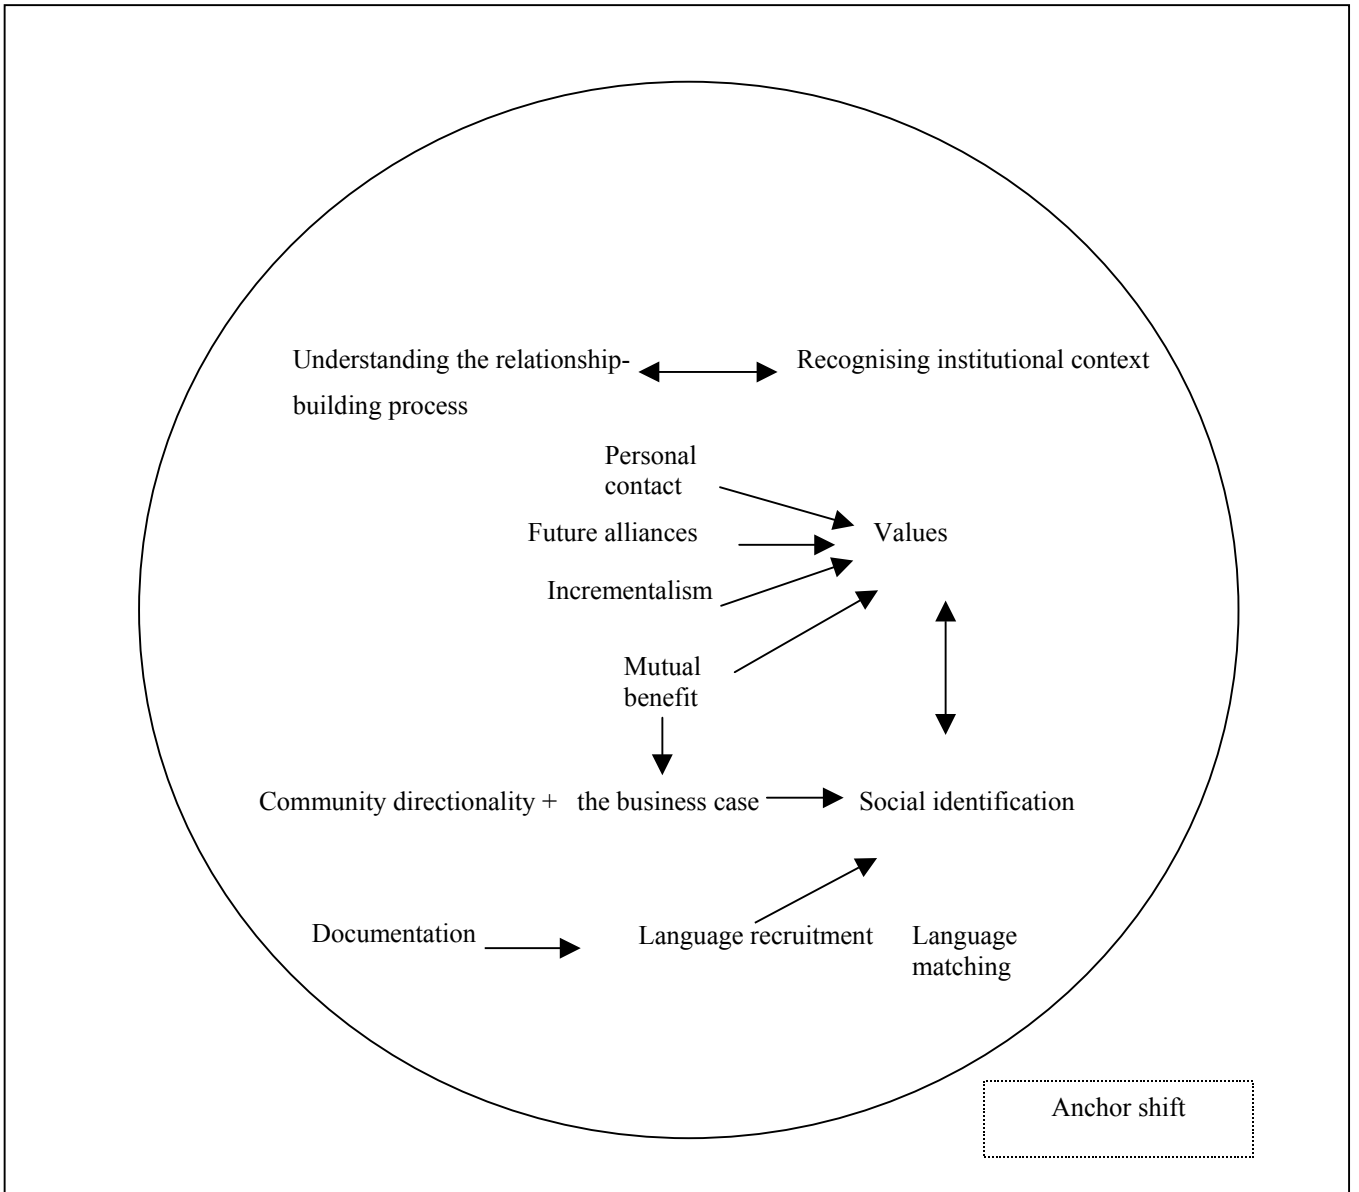 Understanding the relationship-
building process
Recognising institutional context
Personal
contact
Future alliances
Values
Incrementalism
Mutual
benefit
Community directionality + the business case
Social identification
Documentation
Language recruitment
Language
matching
Anchor shift